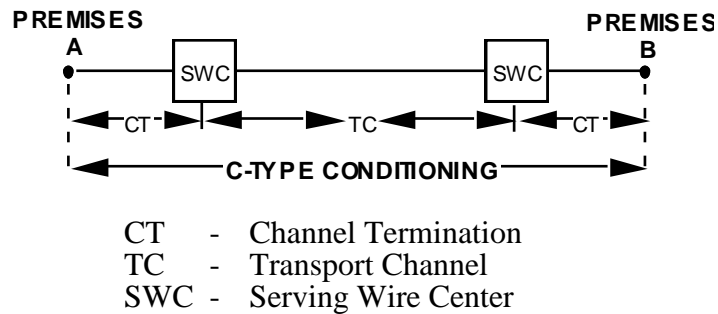 PREMISES PREMISES
A B
SWC SWC
CT TC CT
C-TYPE CONDITIONING
CT - Channel Termination
TC - Transport Channel
SWC - Serving Wire Center